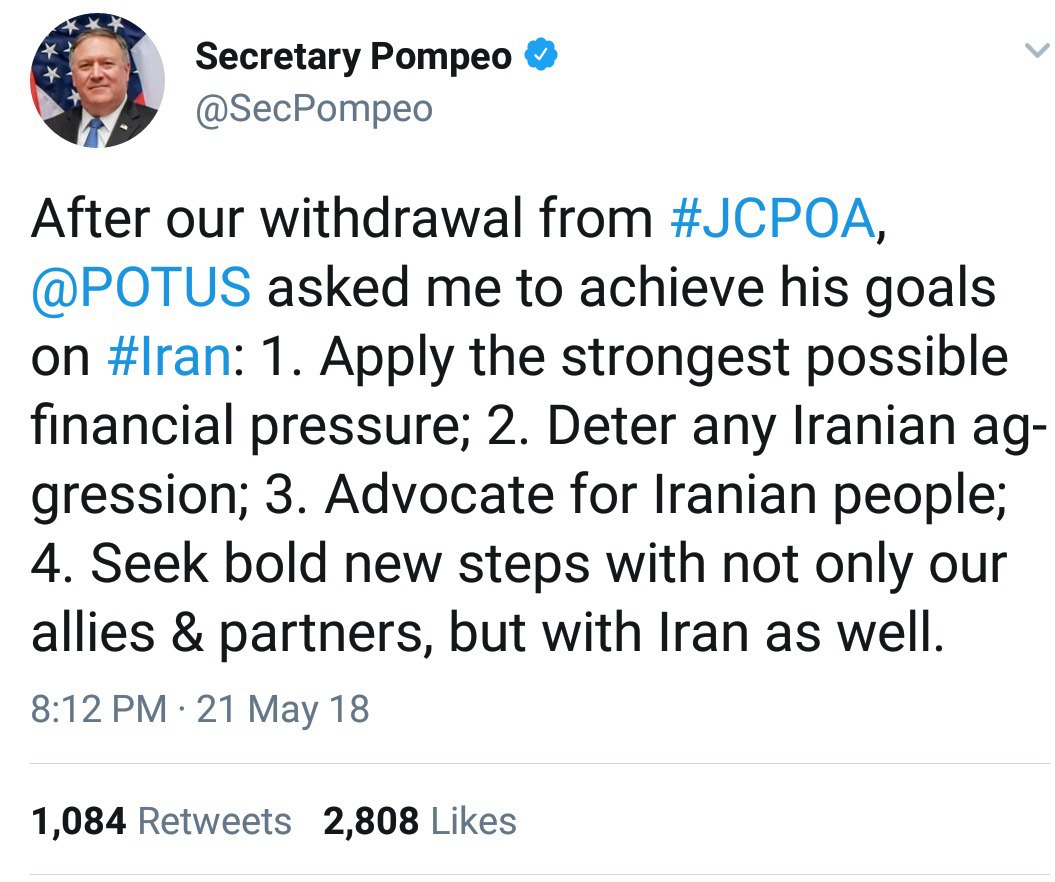 Secretary Pompeo
@SecPompeo
After our withdrawal from #JCPOA,
@POTUS asked me to achieve his goals
on #Iran: 1. Apply the strongest possible
financial pressure; 2. Deter any Iranian ag-
gression; 3. Advocate for Iranian people;
4. Seek bold new steps with not only our
allies & partners, but with Iran as well.
8:12 PM · 21 May 18
1,084 Retweets 2,808 Likes